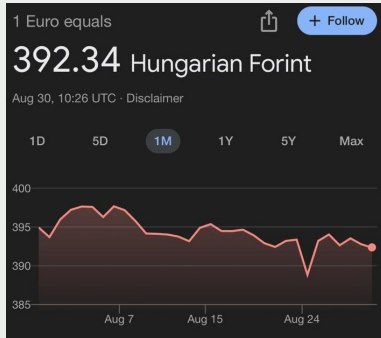 1 Euro equals
+ Follow
392.34 Hungarian Forint
Aug 30, 10:26 UTC · Disclaimer
1D 5D 1M 1Y 5Y Max
400
395
390
385
Aug 7 Aug 15 Aug 24